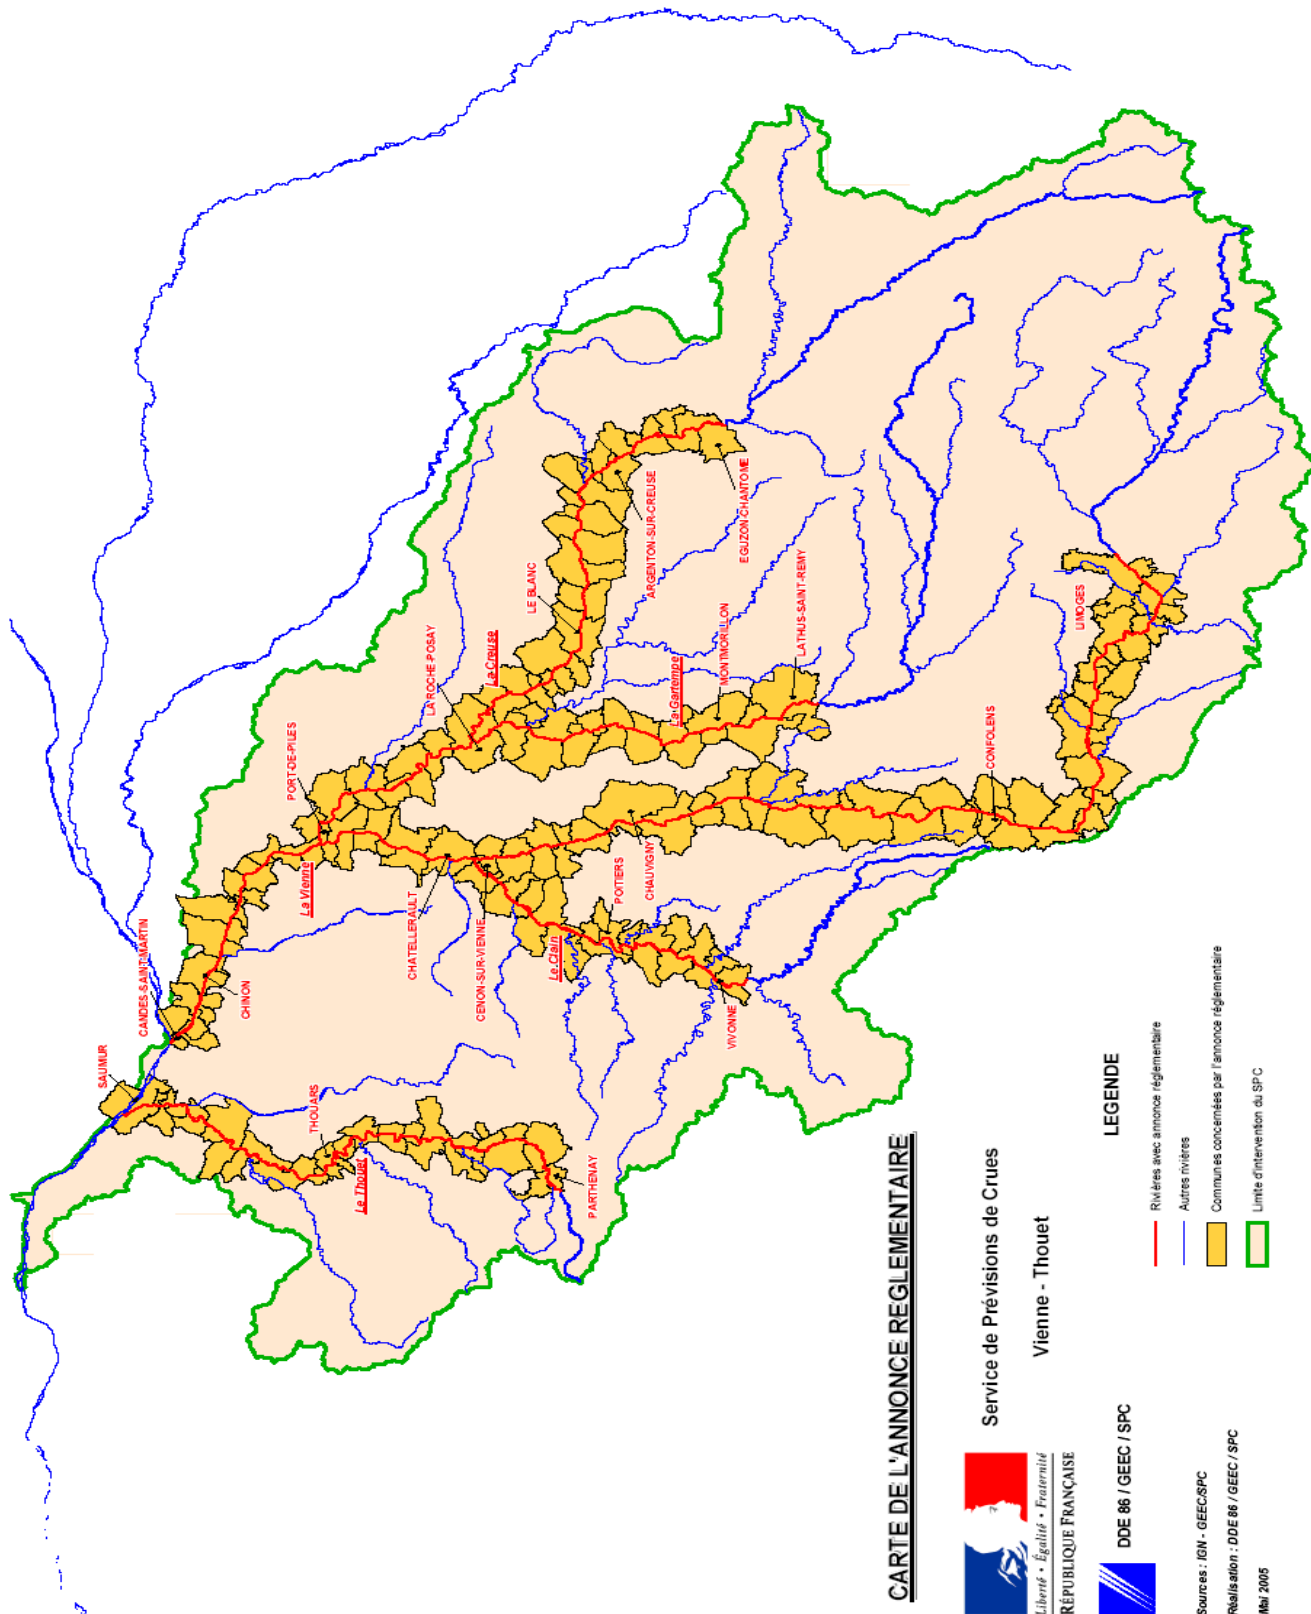 SAUMUR
CANDES-SAINT-MARTIN
CHINON
THOUARS
Le Thouet
PARTHENAY
La Vienne
PORT-DE-PILES
CHATELLERAULT
CENON-SUR-VIENNE
Le Clain
POITIERS
CHAUVIGNY
VIVONNE
LA ROCHE-POSAY
La Creuse
LE BLANC
ARGENTON-SUR-CREUSE
EGUZON-CHANTOME
La Gartempe
MONTMORILLON
LATHUS-SAINT-REMY
CONFOLENS
LIMOGES
CARTE DE L'ANNONCE REGLEMENTAIRE
Service de Prévisions de Crues
Vienne - Thouet
Liberté • Égalité • Fraternité
RÉPUBLIQUE FRANÇAISE
DDE 86 / GEEC / SPC
Sources : IGN - GEEC/SPC
Réalisation : DDE 86 / GEEC / SPC
Mai 2005
LEGENDE
Rivières avec annonce réglementaire
Autres rivières
Communes concernées par l'annonce réglementaire
Limite d'intervention du SPC